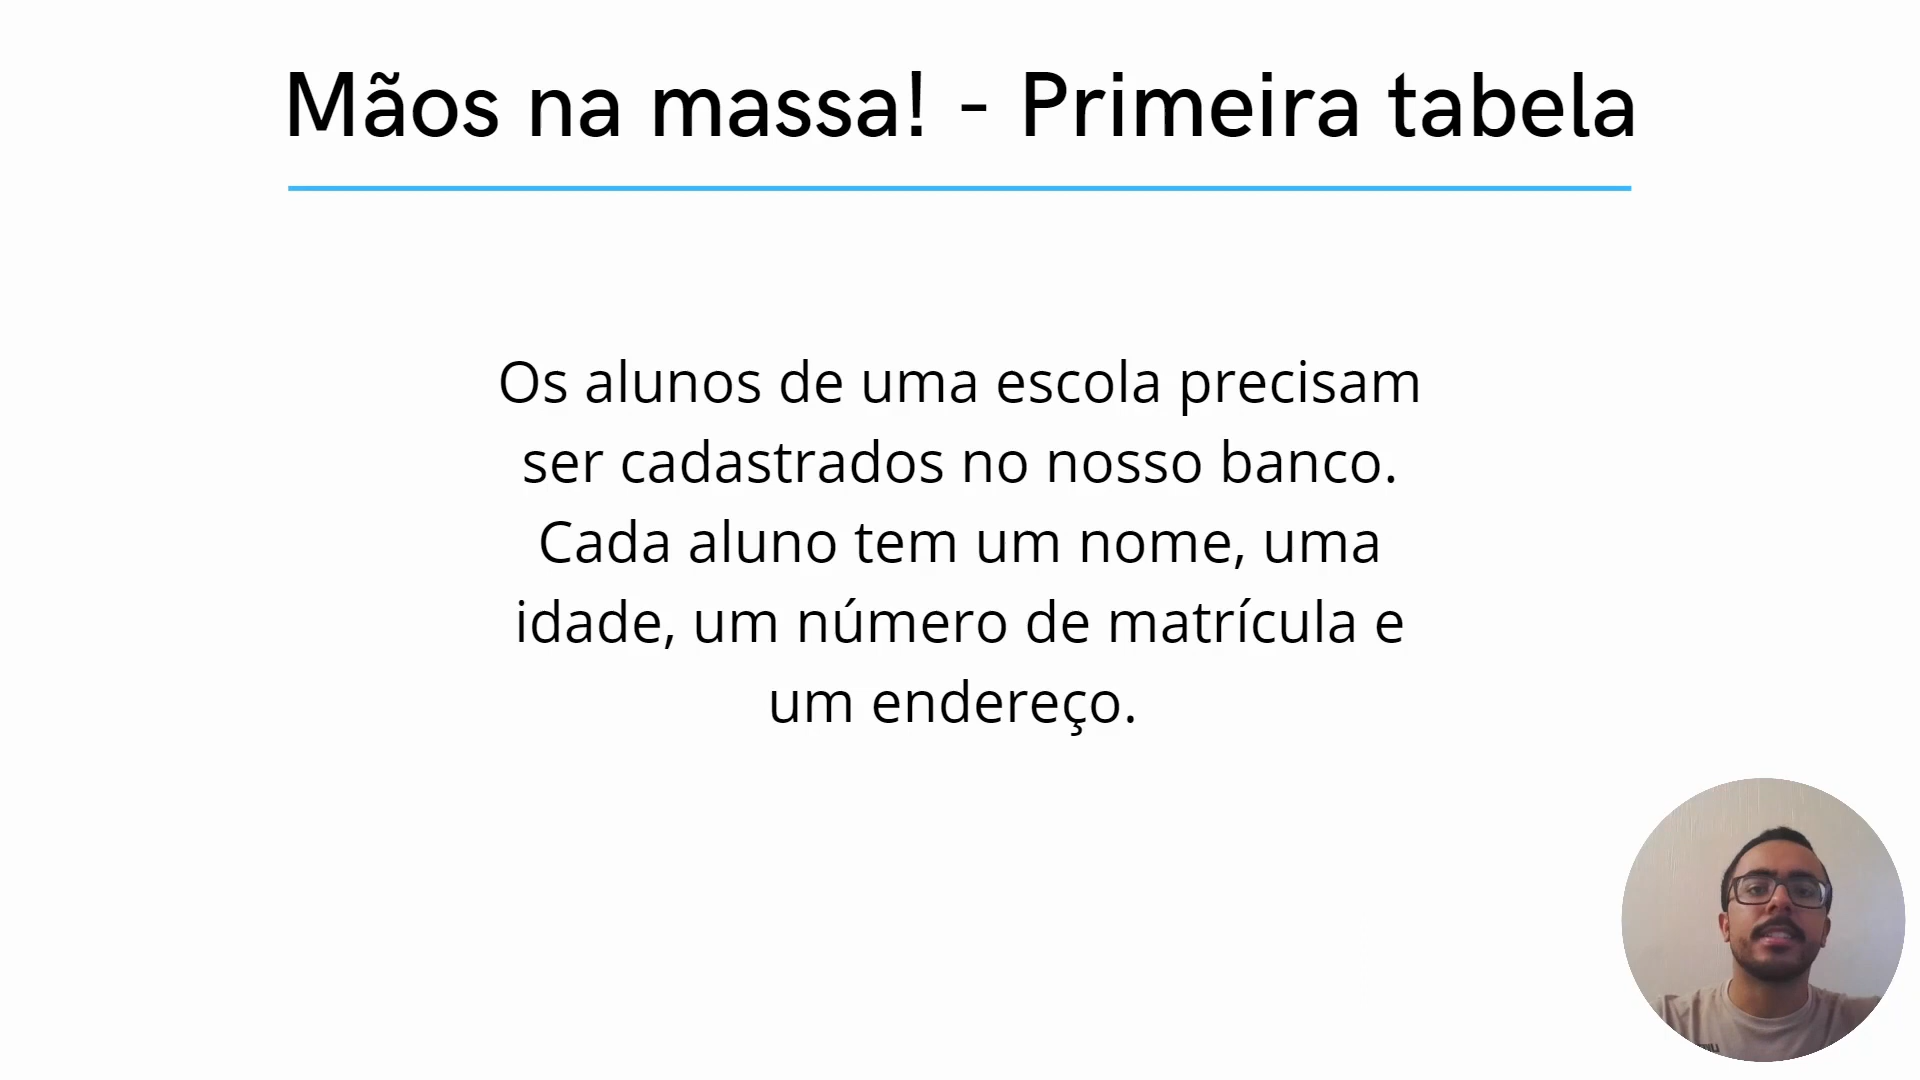 Mãos na massa! - Primeira tabela
Os alunos de uma escola precisam
ser cadastrados no nosso banco.
Cada aluno tem um nome, uma
idade, um número de matrícula e
um endereço.